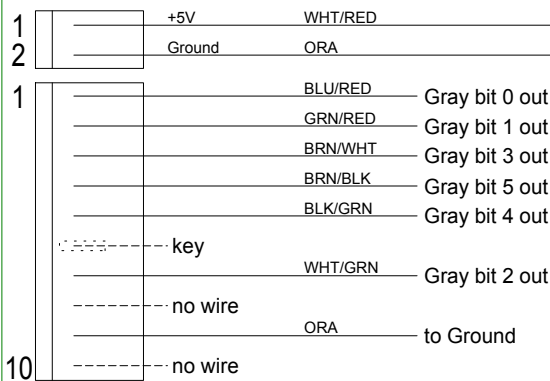 1 +5V WHT/RED
2 Ground ORA
1 BLU/RED Gray bit 0 out
GRN/RED Gray bit 1 out
BRN/WHT Gray bit 3 out
BRN/BLK Gray bit 5 out
BLK/GRN Gray bit 4 out
key
WHT/GRN Gray bit 2 out
no wire
ORA to Ground
10 no wire